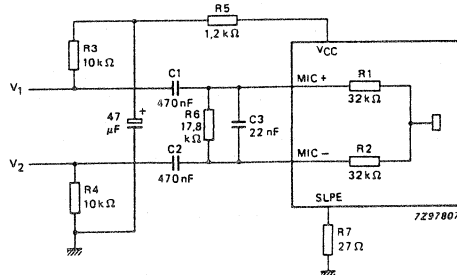 R5
1,2 kΩ
R3
10 kΩ
VCC
V1
C1
470 nF
MIC +
R1
32 kΩ
47
μF
+
R6
17,8
kΩ
C3
22 nF
V2
C2
470 nF
MIC −
R2
32 kΩ
R4
10 kΩ
SLPE
7Z97807
R7
27 Ω